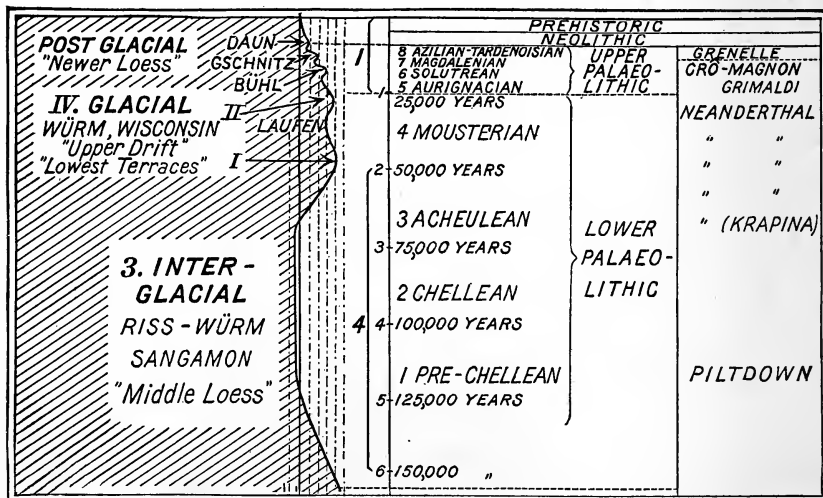 POST GLACIAL
"Newer Loess"
DAUN
GSCHNITZ
BÜHL
IV. GLACIAL
WÜRM, WISCONSIN
"Upper Drift"
"Lowest Terraces"
II
LAUFEN
I
3. INTER-
GLACIAL
RISS-WÜRM
SANGAMON
"Middle Loess"
1
4
PREHISTORIC
NEOLITHIC
8 AZILIAN-TARDENOISIAN
7 MAGDALENIAN
6 SOLUTREAN
5 AURIGNACIAN
1
25,000 YEARS
4 MOUSTERIAN
2-50,000 YEARS
3 ACHEULEAN
3-75,000 YEARS
2 CHELLEAN
4-100,000 YEARS
1 PRE-CHELLEAN
5-125,000 YEARS
6-150,000 "
UPPER
PALAEO-
LITHIC
LOWER
PALAEO-
LITHIC
GRENELLE
CRÔ-MAGNON
GRIMALDI
NEANDERTHAL
" "
" "
" "
" (KRAPINA)
PILTDOWN